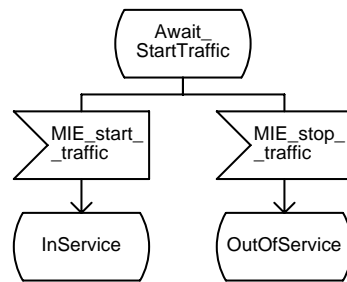 Await_
StartTraffic
MIE_start_
_traffic
MIE_stop_
_traffic
InService
OutOfService